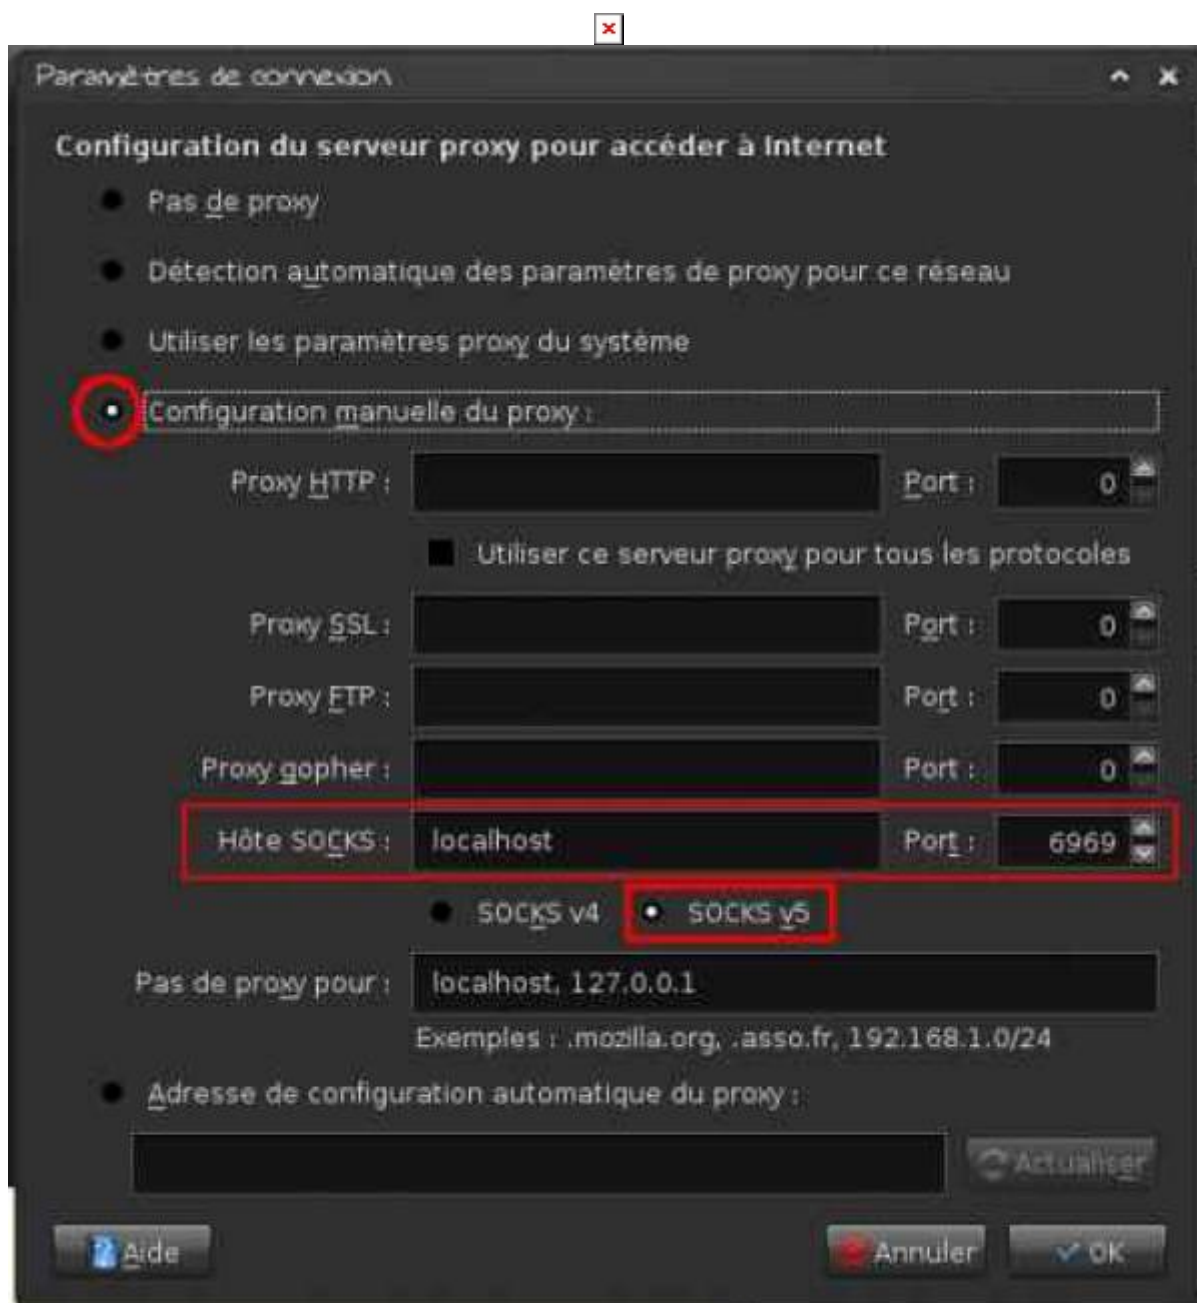 Paramètres de connexion
Configuration du serveur proxy pour accéder à Internet
Pas de proxy
Détection automatique des paramètres de proxy pour ce réseau
Utiliser les paramètres proxy du système
Configuration manuelle du proxy :
Proxy HTTP : Port : 0
Utiliser ce serveur proxy pour tous les protocoles
Proxy SSL : Port : 0
Proxy FTP : Port : 0
Proxy gopher : Port : 0
Hôte SOCKS : localhost Port : 6969
SOCKS v4 SOCKS v5
Pas de proxy pour : localhost, 127.0.0.1
Exemples : .mozilla.org, .asso.fr, 192.168.1.0/24
Adresse de configuration automatique du proxy :
Actualiser
Aide Annuler OK